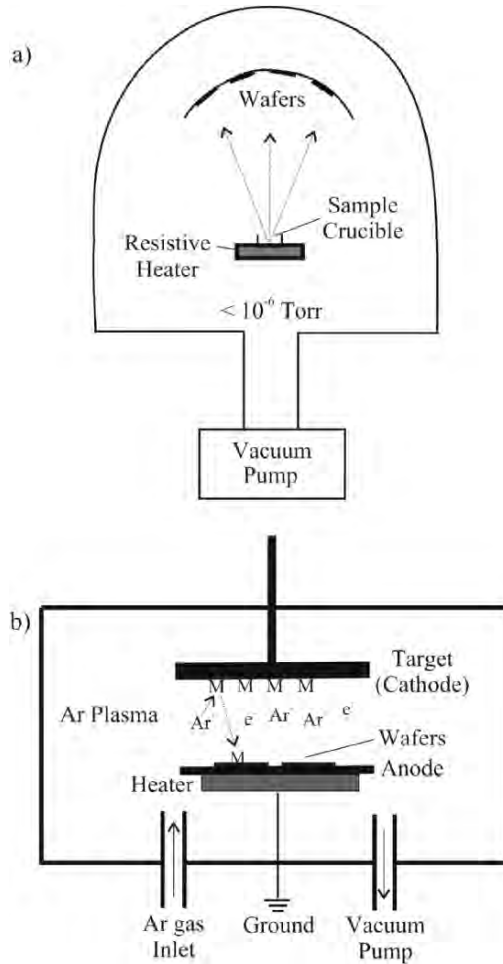 a)
Wafers
Sample
Crucible
Resistive
Heater
< 10⁻⁶ Torr
Vacuum
Pump
b)
Target
(Cathode)
M M M M
Ar Plasma
Ar⁺ e⁻ Ar⁺ Ar⁺ e⁻
Wafers
M
Anode
Heater
Ar gas
Inlet
Ground
Vacuum
Pump